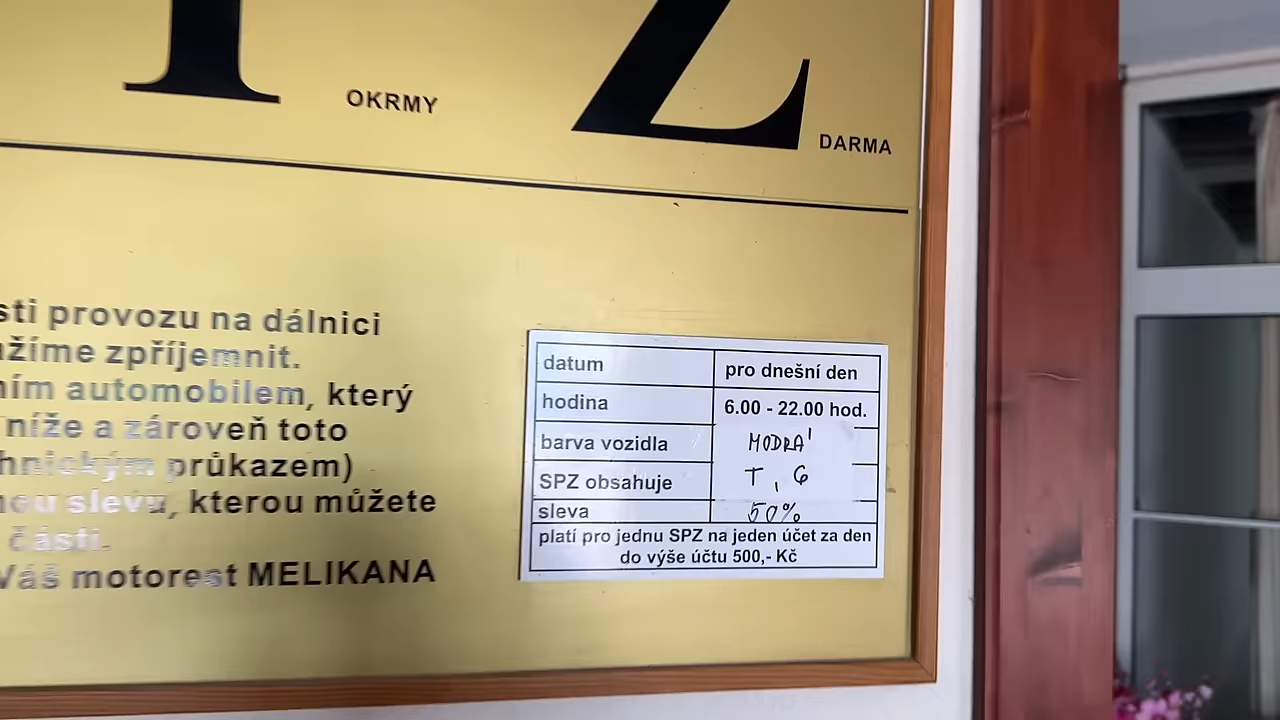 I Z
OKRMY
DARMA
sti provozu na dálnici
ažíme zpříjemnit.
ním automobilem, který
níže a zároveň toto
hnickým průkazem)
nou slevu, kterou můžete
části.
Váš motorest MELIKANA
datum pro dnešní den
hodina 6.00 - 22.00 hod.
barva vozidla MODRÁ
SPZ obsahuje T, G
sleva 50%
platí pro jednu SPZ na jeden účet za den
do výše účtu 500,- Kč